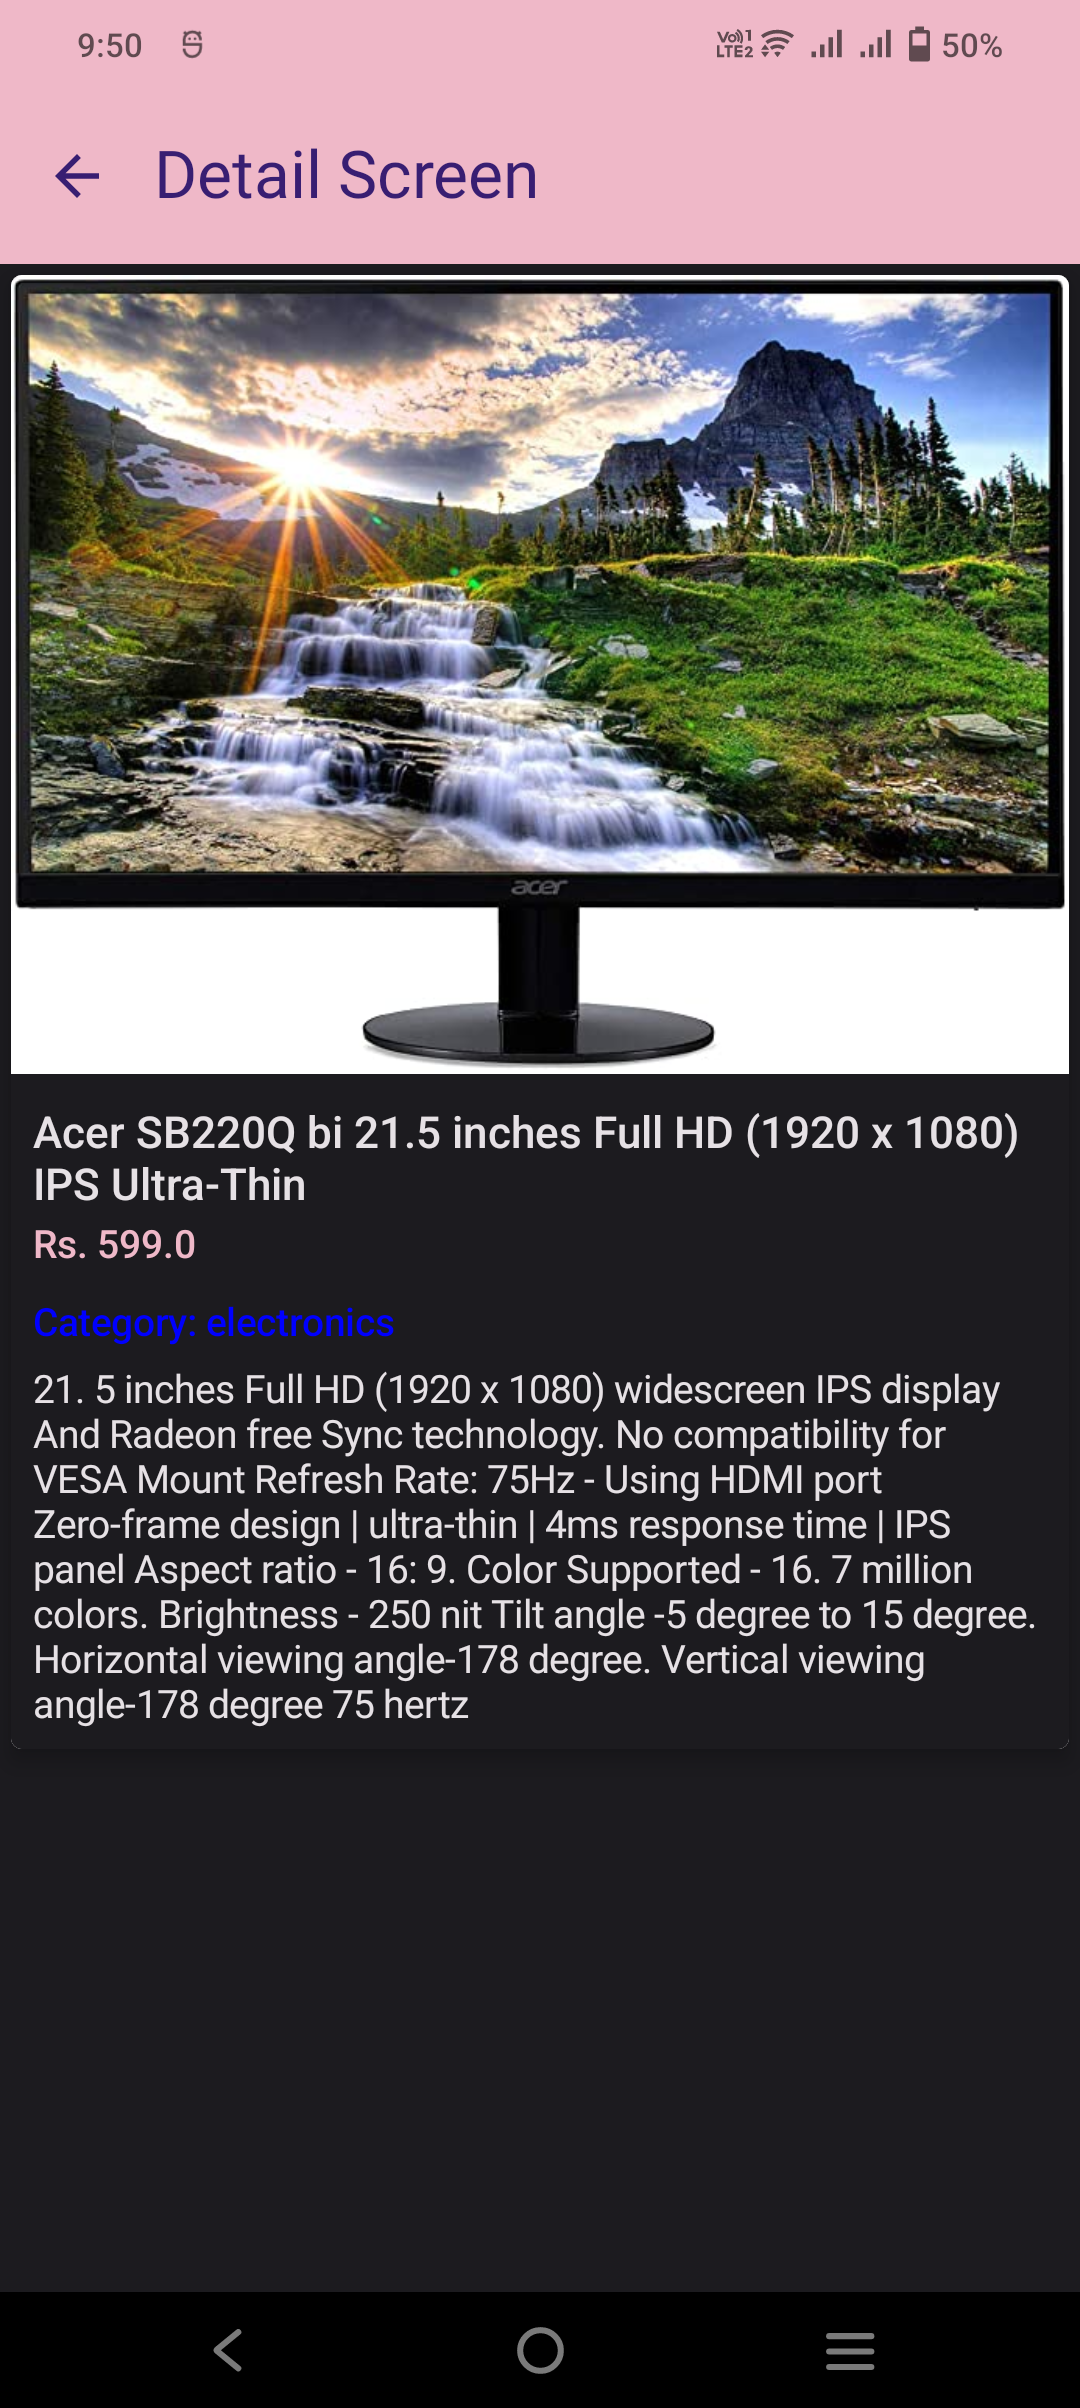 9:50
Vo)) 1
LTE2
50%
Detail Screen
acer
Acer SB220Q bi 21.5 inches Full HD (1920 x 1080)
IPS Ultra-Thin
Rs. 599.0
Category: electronics
21. 5 inches Full HD (1920 x 1080) widescreen IPS display
And Radeon free Sync technology. No compatibility for
VESA Mount Refresh Rate: 75Hz - Using HDMI port
Zero-frame design | ultra-thin | 4ms response time | IPS
panel Aspect ratio - 16: 9. Color Supported - 16. 7 million
colors. Brightness - 250 nit Tilt angle -5 degree to 15 degree.
Horizontal viewing angle-178 degree. Vertical viewing
angle-178 degree 75 hertz